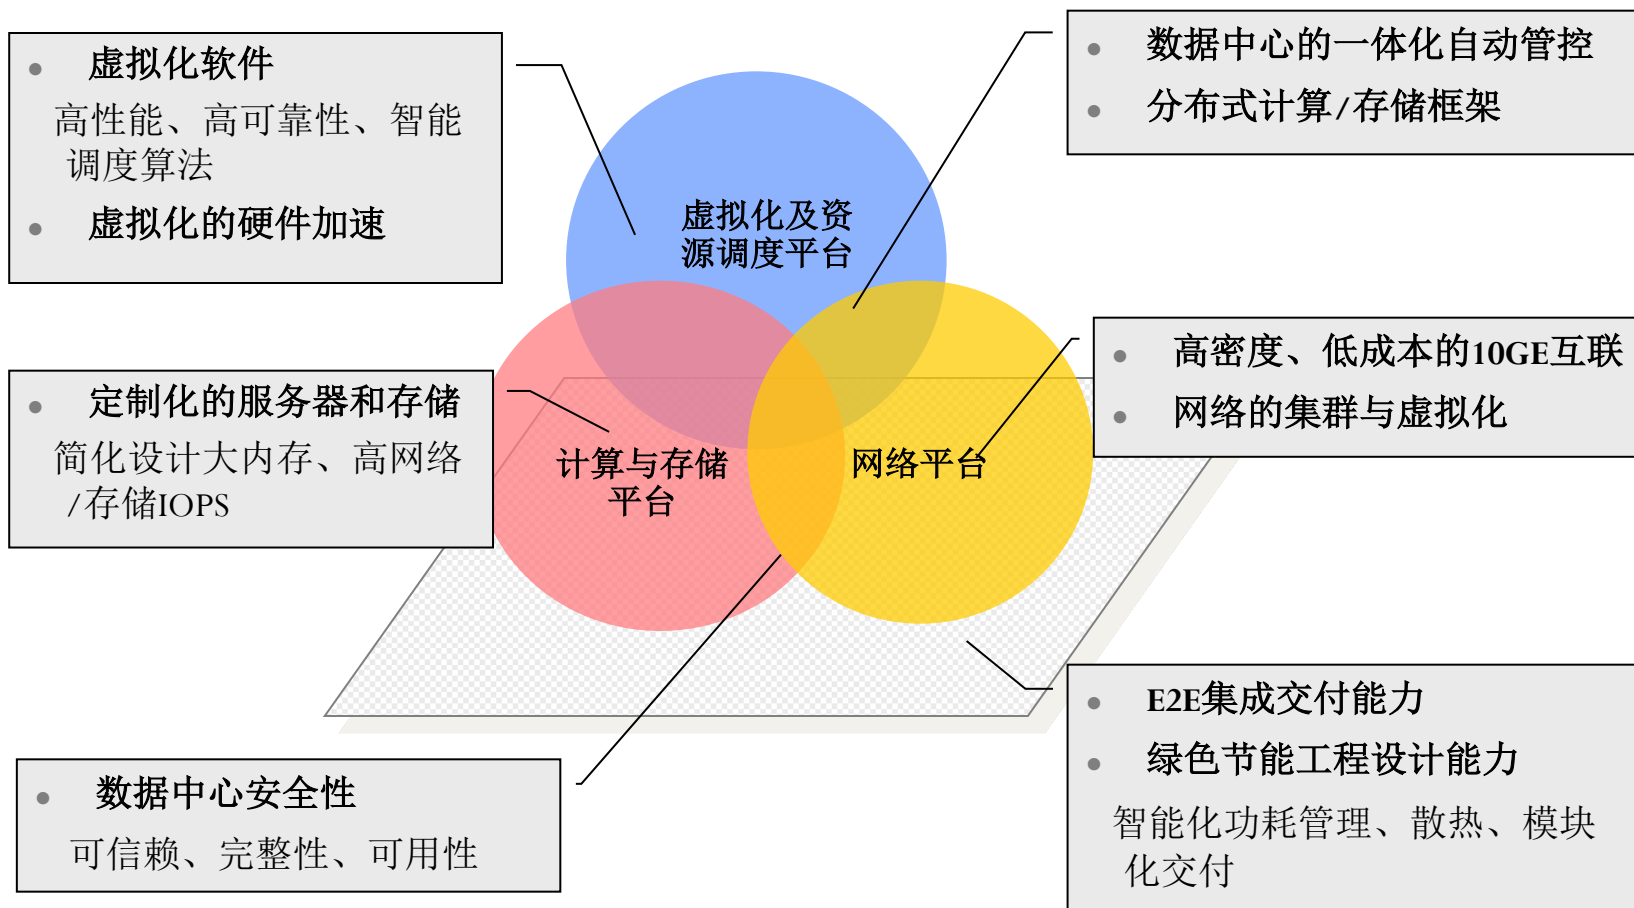 虚拟化软件
高性能、高可靠性、智能
调度算法
虚拟化的硬件加速
数据中心的一体化自动管控
分布式计算/存储框架
虚拟化及资
源调度平台
定制化的服务器和存储
简化设计大内存、高网络
/存储IOPS
计算与存储
平台
网络平台
高密度、低成本的10GE互联
网络的集群与虚拟化
数据中心安全性
可信赖、完整性、可用性
E2E集成交付能力
绿色节能工程设计能力
智能化功耗管理、散热、模块
化交付